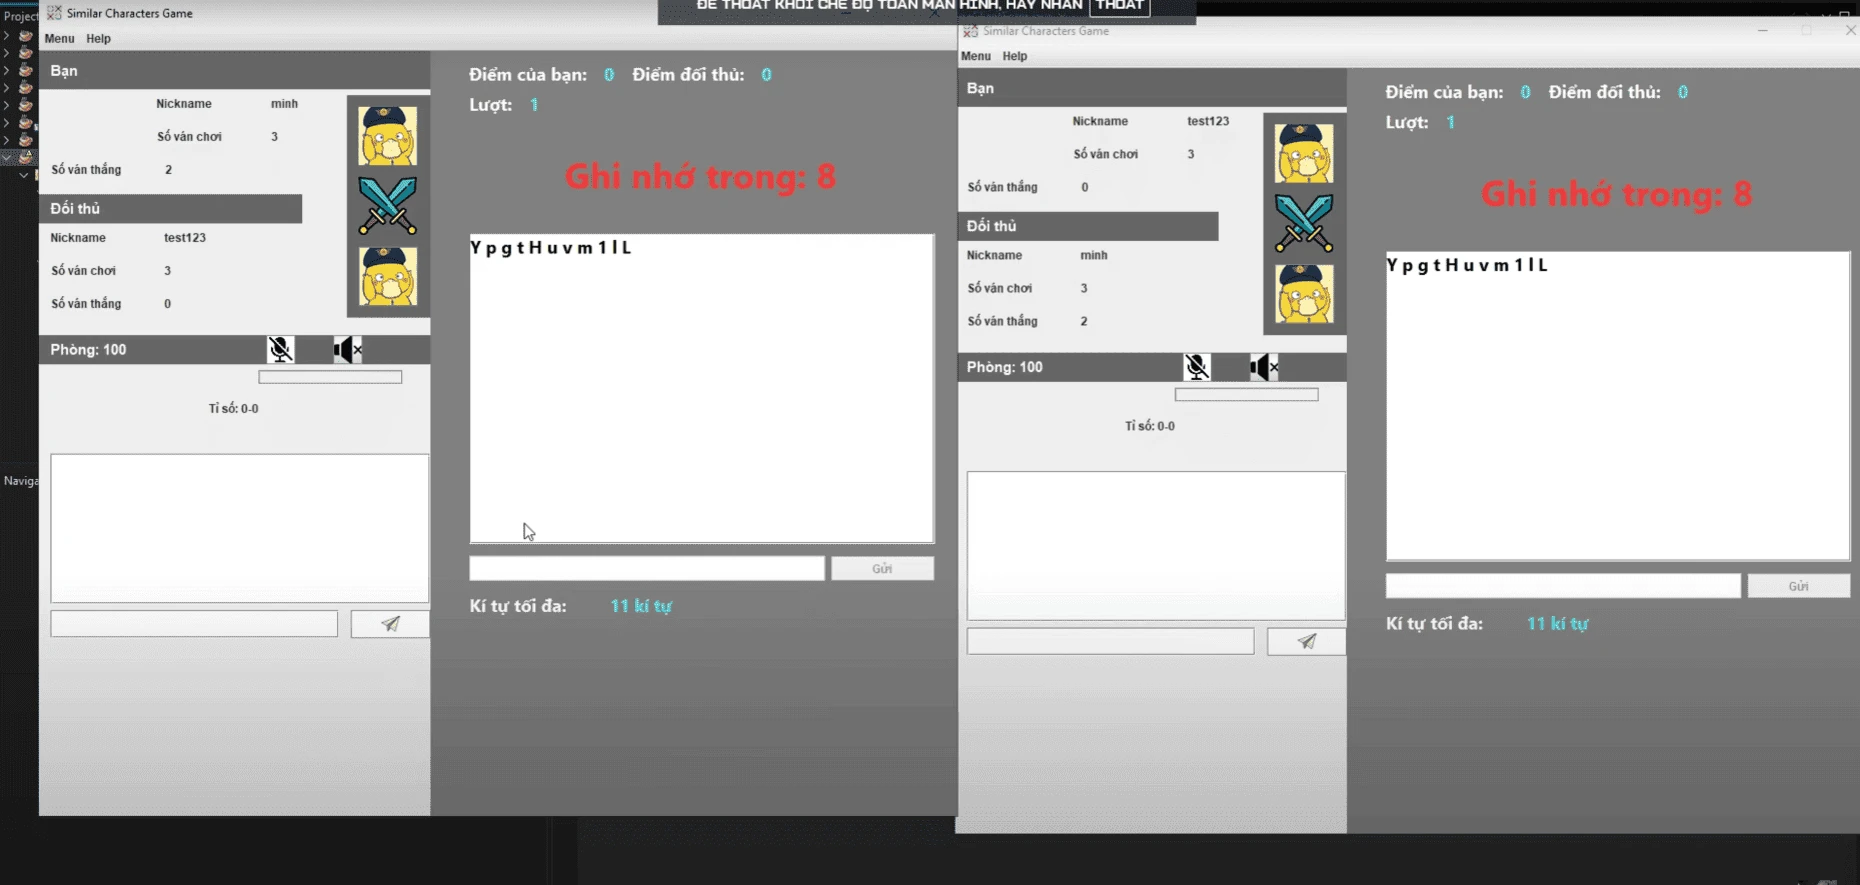 ĐỂ THOÁT KHỎI CHẾ ĐỘ TOÀN MÀN HÌNH, HÃY NHẤN THOÁT
Project
Naviga
Similar Characters Game
Menu Help
Bạn
Nickname minh
Số ván chơi 3
Số ván thắng 2
Đối thủ
Nickname test123
Số ván chơi 3
Số ván thắng 0
Phòng: 100
Tỉ số: 0-0
Điểm của bạn: 0 Điểm đối thủ: 0
Lượt: 1
Ghi nhớ trong: 8
Y p g t H u v m 1 l L
Gửi
Kí tự tối đa: 11 kí tự
Similar Characters Game
Menu Help
Bạn
Nickname test123
Số ván chơi 3
Số ván thắng 0
Đối thủ
Nickname minh
Số ván chơi 3
Số ván thắng 2
Phòng: 100
Tỉ số: 0-0
Điểm của bạn: 0 Điểm đối thủ: 0
Lượt: 1
Ghi nhớ trong: 8
Y p g t H u v m 1 l L
Gửi
Kí tự tối đa: 11 kí tự